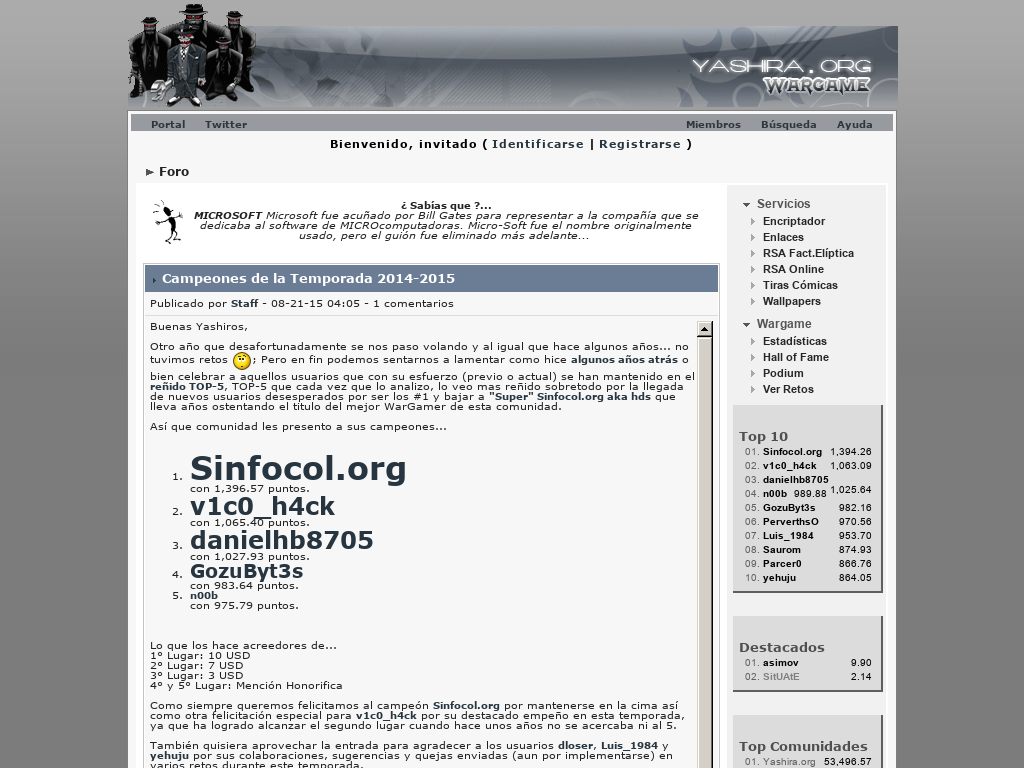 YASHIRA.ORG
WARGAME
Portal Twitter Miembros Búsqueda Ayuda
Bienvenido, invitado ( Identificarse | Registrarse )
Foro
¿ Sabías que ?...
MICROSOFT Microsoft fue acuñado por Bill Gates para representar a la compañía que se
dedicaba al software de MICROcomputadoras. Micro-Soft fue el nombre originalmente
usado, pero el guión fue eliminado más adelante...
Campeones de la Temporada 2014-2015
Publicado por Staff - 08-21-15 04:05 - 1 comentarios
Buenas Yashiros,
Otro año que desafortunadamente se nos paso volando y al igual que hace algunos años... no
tuvimos retos ; Pero en fin podemos sentarnos a lamentar como hice algunos años atrás o
bien celebrar a aquellos usuarios que con su esfuerzo (previo o actual) se han mantenido en el
reñido TOP-5, TOP-5 que cada vez que lo analizo, lo veo mas reñido sobretodo por la llegada
de nuevos usuarios desesperados por ser los #1 y bajar a "Super" Sinfocol.org aka hds que
lleva años ostentando el titulo del mejor WarGamer de esta comunidad.
Así que comunidad les presento a sus campeones...
1. Sinfocol.org
con 1,396.57 puntos.
2. v1c0_h4ck
con 1,065.40 puntos.
3. danielhb8705
con 1,027.93 puntos.
4. GozuByt3s
con 983.64 puntos.
5. n00b
con 975.79 puntos.
Lo que los hace acreedores de...
1° Lugar: 10 USD
2° Lugar: 7 USD
3° Lugar: 3 USD
4° y 5° Lugar: Mención Honorifica
Como siempre queremos felicitamos al campeón Sinfocol.org por mantenerse en la cima así
como otra felicitación especial para v1c0_h4ck por su destacado empeño en esta temporada,
ya que ha logrado alcanzar el segundo lugar cuando hace unos años no se acercaba ni al 5.
También quisiera aprovechar la entrada para agradecer a los usuarios dloser, Luis_1984 y
yehuju por sus colaboraciones, sugerencias y quejas enviadas (aun por implementarse) en
varios retos durante este temporada.
Servicios
Encriptador
Enlaces
RSA Fact.Elíptica
RSA Online
Tiras Cómicas
Wallpapers
Wargame
Estadísticas
Hall of Fame
Podium
Ver Retos
Top 10
01. Sinfocol.org 1,394.26
02. v1c0_h4ck 1,063.09
03. danielhb8705 1,025.64
04. n00b 989.88
05. GozuByt3s 982.16
06. PerverthsO 970.56
07. Luis_1984 953.70
08. Saurom 874.93
09. Parcer0 866.76
10. yehuju 864.05
Destacados
01. asimov 9.90
02. SitUAtE 2.14
Top Comunidades
01. Yashira.org 53,496.57